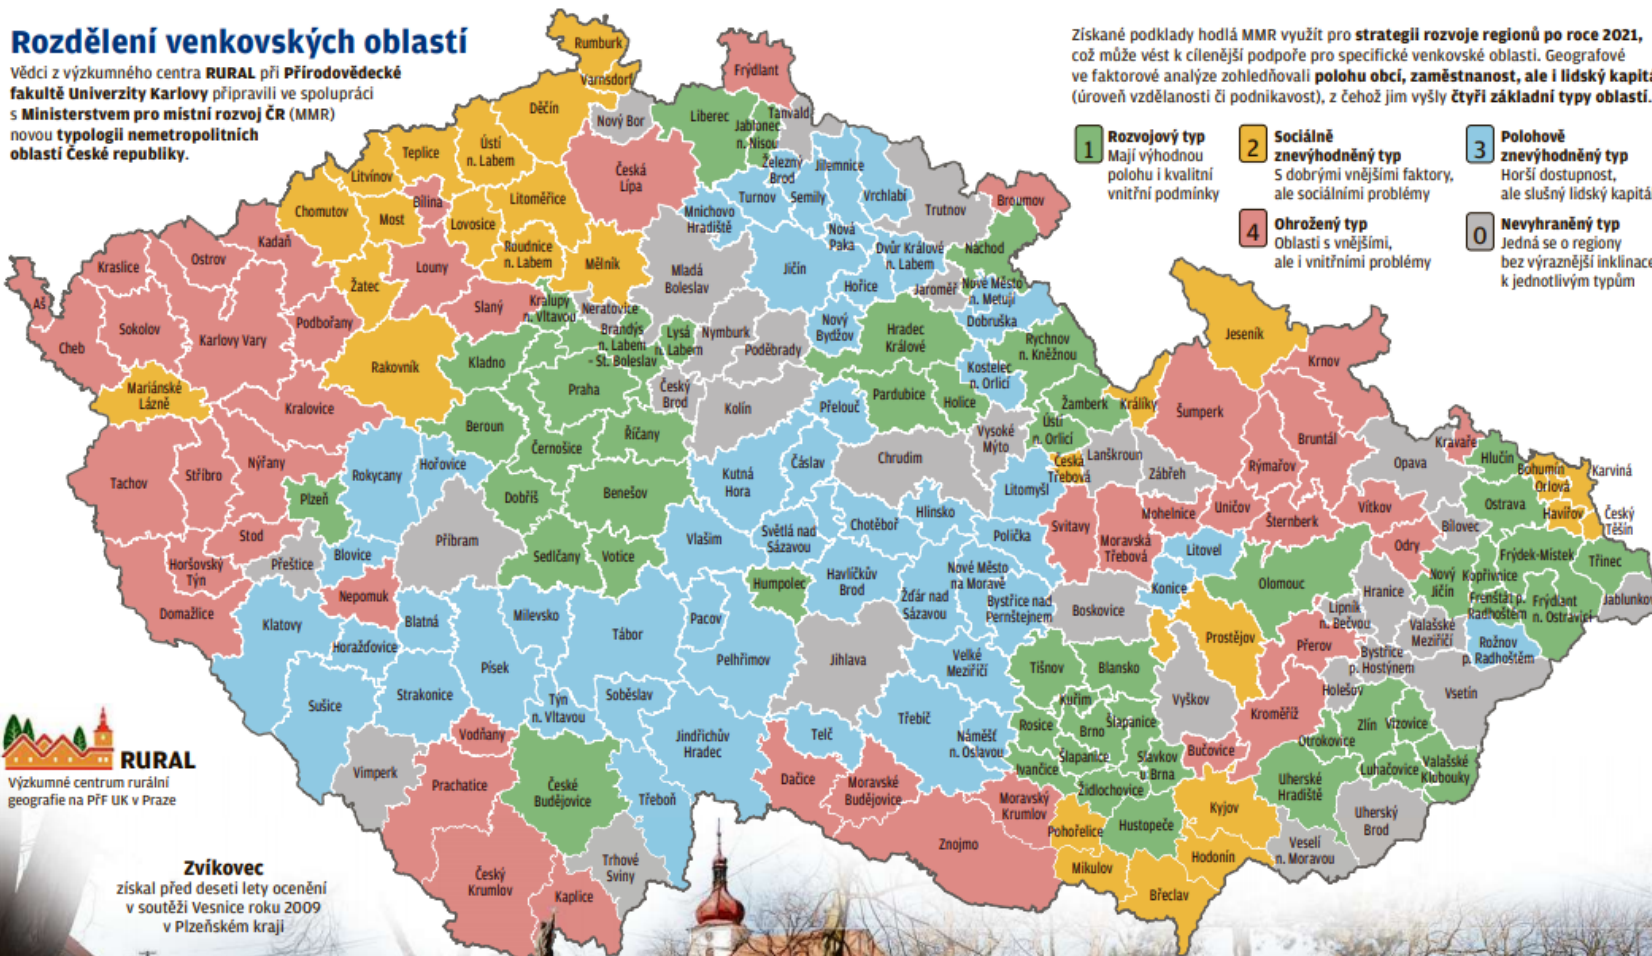 Rozdělení venkovských oblastí
Vědci z výzkumného centra RURAL při Přírodovědecké
fakultě Univerzity Karlovy připravili ve spolupráci
s Ministerstvem pro místní rozvoj ČR (MMR)
novou typologii nemetropolitních
oblastí České republiky.
Získané podklady hodlá MMR využít pro strategii rozvoje regionů po roce 2021,
což může vést k cílenější podpoře pro specifické venkovské oblasti. Geografové
ve faktorové analýze zohledňovali polohu obcí, zaměstnanost, ale i lidský kapitá
(úroveň vzdělanosti či podnikavost), z čehož jim vyšly čtyři základní typy oblastí.
1 Rozvojový typ
Mají výhodnou
polohu i kvalitní
vnitřní podmínky
2 Sociálně
znevýhodněný typ
S dobrými vnějšími faktory,
ale sociálními problémy
3 Polohově
znevýhodněný typ
Horší dostupnost,
ale slušný lidský kapitá
4 Ohrožený typ
Oblasti s vnějšími,
ale i vnitřními problémy
0 Nevyhraněný typ
Jedná se o regiony
bez výraznější inklinace
k jednotlivým typům
Rumburk
Varnsdorf
Děčín
Nový Bor
Frýdlant
Liberec
Jablonec
n. Nisou
Tanvald
Ústí
n. Labem
Teplice
Litvínov
Bílina
Most
Chomutov
Litoměřice
Lovosice
Česká
Lípa
Železný
Brod
Jilemnice
Vrchlabí
Turnov
Semily
Trutnov
Broumov
Mnichovo
Hradiště
Nová
Paka
Dvůr Králové
n. Labem
Náchod
Kadaň
Ostrov
Kraslice
Aš
Cheb
Sokolov
Karlovy Vary
Podbořany
Žatec
Louny
Roudnice
n. Labem
Mělník
Mladá
Boleslav
Jičín
Hořice
Jaroměř
Nové Město
n. Metují
Slaný
Kralupy
n. Vltavou
Neratovice
Brandýs
n. Labem
- St. Boleslav
Lysá
n. Labem
Nymburk
Poděbrady
Nový
Bydžov
Hradec
Králové
Dobruška
Rychnov
n. Kněžnou
Kostelec
n. Orlicí
Jeseník
Krnov
Mariánské
Lázně
Rakovník
Kladno
Praha
Český
Brod
Kolín
Přelouč
Pardubice
Holice
Žamberk
Králíky
Šumperk
Kralovice
Beroun
Černošice
Říčany
Ústí
n. Orlicí
Vysoké
Mýto
Bruntál
Rýmařov
Tachov
Stříbro
Nýřany
Plzeň
Rokycany
Hořovice
Dobříš
Benešov
Kutná
Hora
Čáslav
Chrudim
Česká
Třebová
Lanškroun
Zábřeh
Litomyšl
Opava
Kravaře
Hlučín
Bohumín
Orlová
Karviná
Havířov
Český
Těšín
Ostrava
Stod
Přeštice
Blovice
Příbram
Sedlčany
Votice
Vlašim
Světlá nad
Sázavou
Chotěboř
Hlinsko
Polička
Svitavy
Moravská
Třebová
Mohelnice
Uničov
Šternberk
Vítkov
Bílovec
Odry
Litovel
Horšovský
Týn
Domažlice
Nepomuk
Klatovy
Blatná
Horažďovice
Milevsko
Tábor
Pacov
Humpolec
Havlíčkův
Brod
Žďár nad
Sázavou
Nové Město
na Moravě
Bystřice nad
Pernštejnem
Boskovice
Konice
Olomouc
Hranice
Nový
Jičín
Kopřivnice
Frýdek-Místek
Třinec
Frenštát p.
Radhoštěm
Frýdlant
n. Ostravicí
Jablunkov
Lipník
n. Bečvou
Přerov
Valašské
Meziříčí
Rožnov
p. Radhoštěm
Bystřice
p. Hostýnem
Prostějov
Sušice
Strakonice
Písek
Týn
n. Vltavou
Soběslav
Pelhřimov
Jihlava
Velké
Meziříčí
Tišnov
Blansko
Vyškov
Holešov
Vsetín
Kroměříž
Kuřim
Rosice
Brno
Šlapanice
Slavkov
u Brna
Bučovice
Zlín
Vizovice
Otrokovice
Luhačovice
Valašské
Klobouky
Vimperk
Vodňany
Prachatice
České
Budějovice
Jindřichův
Hradec
Třeboň
Telč
Třebíč
Náměšť
n. Oslavou
Ivančice
Šlapanice
Židlochovice
Dačice
Moravské
Budějovice
Moravský
Krumlov
Pohořelice
Hustopeče
Kyjov
Uherské
Hradiště
Uherský
Brod
Veselí
n. Moravou
Hodonín
Znojmo
Mikulov
Břeclav
Český
Krumlov
Kaplice
Trhové
Sviny
RURAL
Výzkumné centrum rurální
geografie na PřF UK v Praze
Zvíkovec
získal před deseti lety ocenění
v soutěži Vesnice roku 2009
v Plzeňském kraji